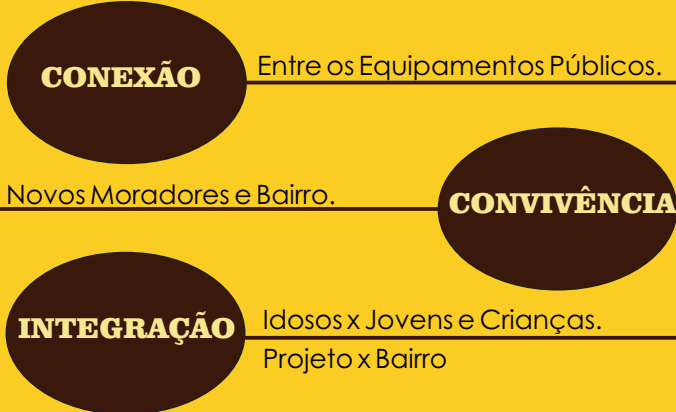 CONEXÃO
Entre os Equipamentos Públicos.
Novos Moradores e Bairro.
CONVIVÊNCIA
INTEGRAÇÃO
Idosos x Jovens e Crianças.
Projeto x Bairro